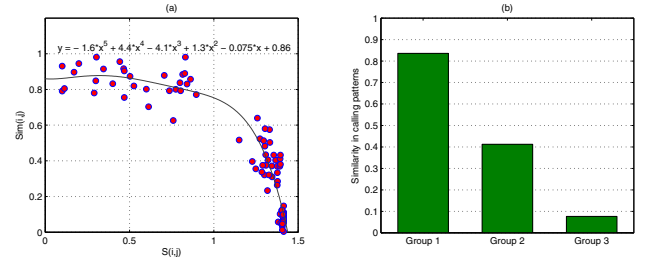 (a)
y = − 1.6*x^5 + 4.4*x^4 − 4.1*x^3 + 1.3*x^2 − 0.075*x + 0.86
1
0.8
0.6
0.4
0.2
0
Sim(i,j)
0
0.5
1
1.5
S(i,j)
(b)
1
0.9
0.8
0.7
0.6
0.5
0.4
0.3
0.2
0.1
0
Similarity in calling patterns
Group 1
Group 2
Group 3